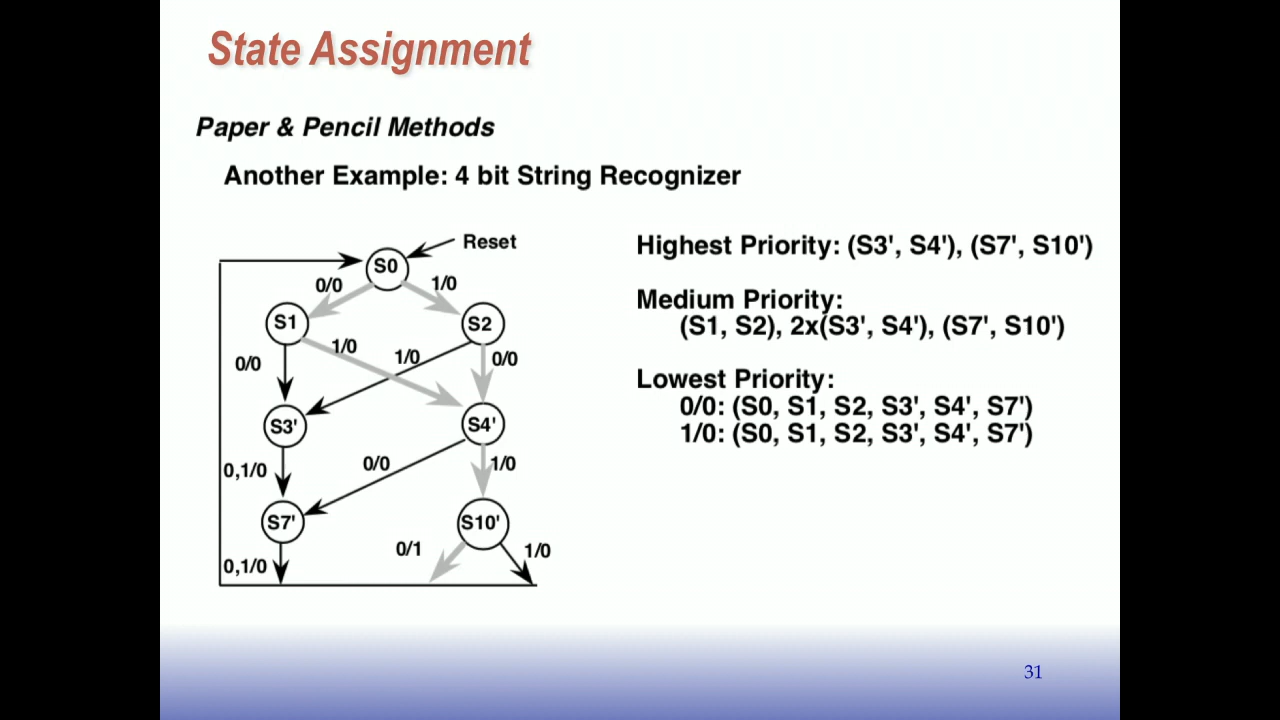 State Assignment
Paper & Pencil Methods
Another Example: 4 bit String Recognizer
Reset
S0
0/0
1/0
S1
S2
0/0
1/0
1/0
0/0
S3'
S4'
0,1/0
0/0
1/0
S7'
S10'
0,1/0
0/1
1/0
Highest Priority: (S3', S4'), (S7', S10')
Medium Priority:
(S1, S2), 2x(S3', S4'), (S7', S10')
Lowest Priority:
0/0: (S0, S1, S2, S3', S4', S7')
1/0: (S0, S1, S2, S3', S4', S7')
31